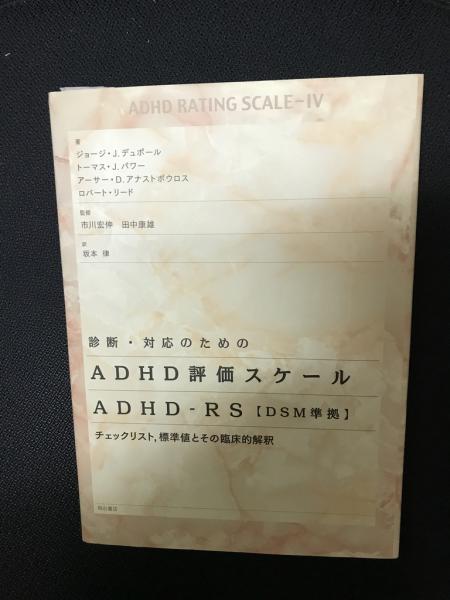 ADHD RATING SCALE-IV
著
ジョージ・J.デュポール
トーマス・J.パワー
アーサー・D.アナストポウロス
ロバート・リード
監修
市川宏伸 田中康雄
訳
坂本 律
診断・対応のための
ADHD評価スケール
ADHD-RS【DSM準拠】
チェックリスト,標準値とその臨床的解釈
明石書店